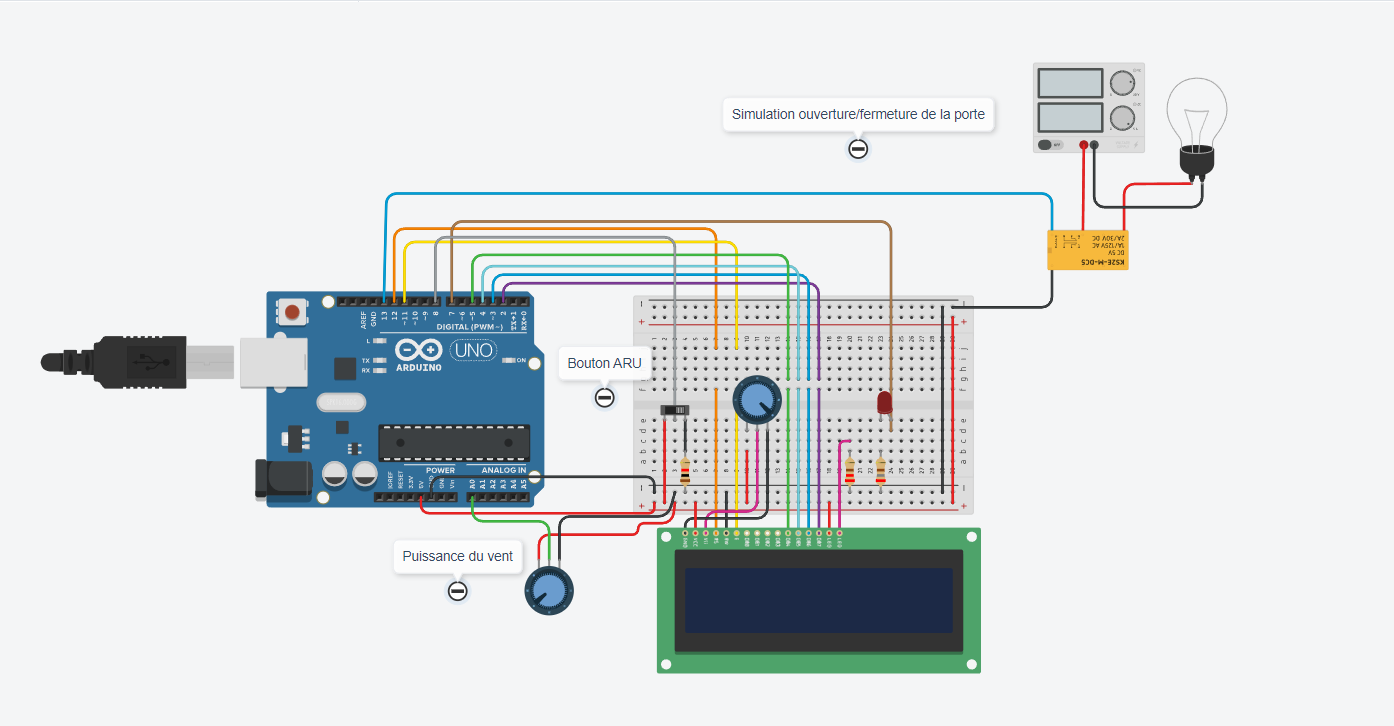 Simulation ouverture/fermeture de la porte
OFF
KS2E-M-DC5
DC 5V
1A/125V AC
2A/30V DC
AREF
GND
13
12
~11
~10
~9
8
7
~6
~5
4
~3
2
TX→1
RX←0
DIGITAL (PWM~)
L
TX
RX
ARDUINO
UNO
ON
Bouton ARU
POWER
ANALOG IN
IOREF
RESET
3.3V
5V
GND
Vin
A0
A1
A2
A3
A4
A5
Puissance du vent